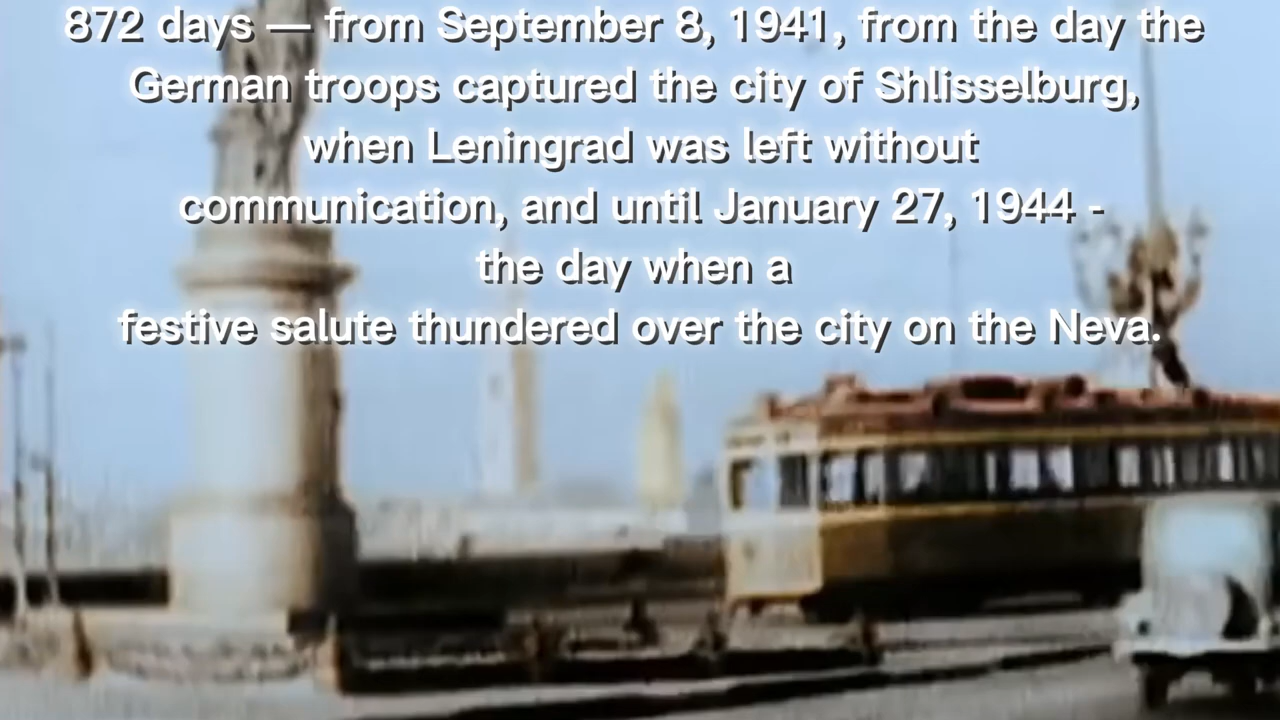 872 days — from September 8, 1941, from the day the
German troops captured the city of Shlisselburg,
when Leningrad was left without
communication, and until January 27, 1944 -
the day when a
festive salute thundered over the city on the Neva.